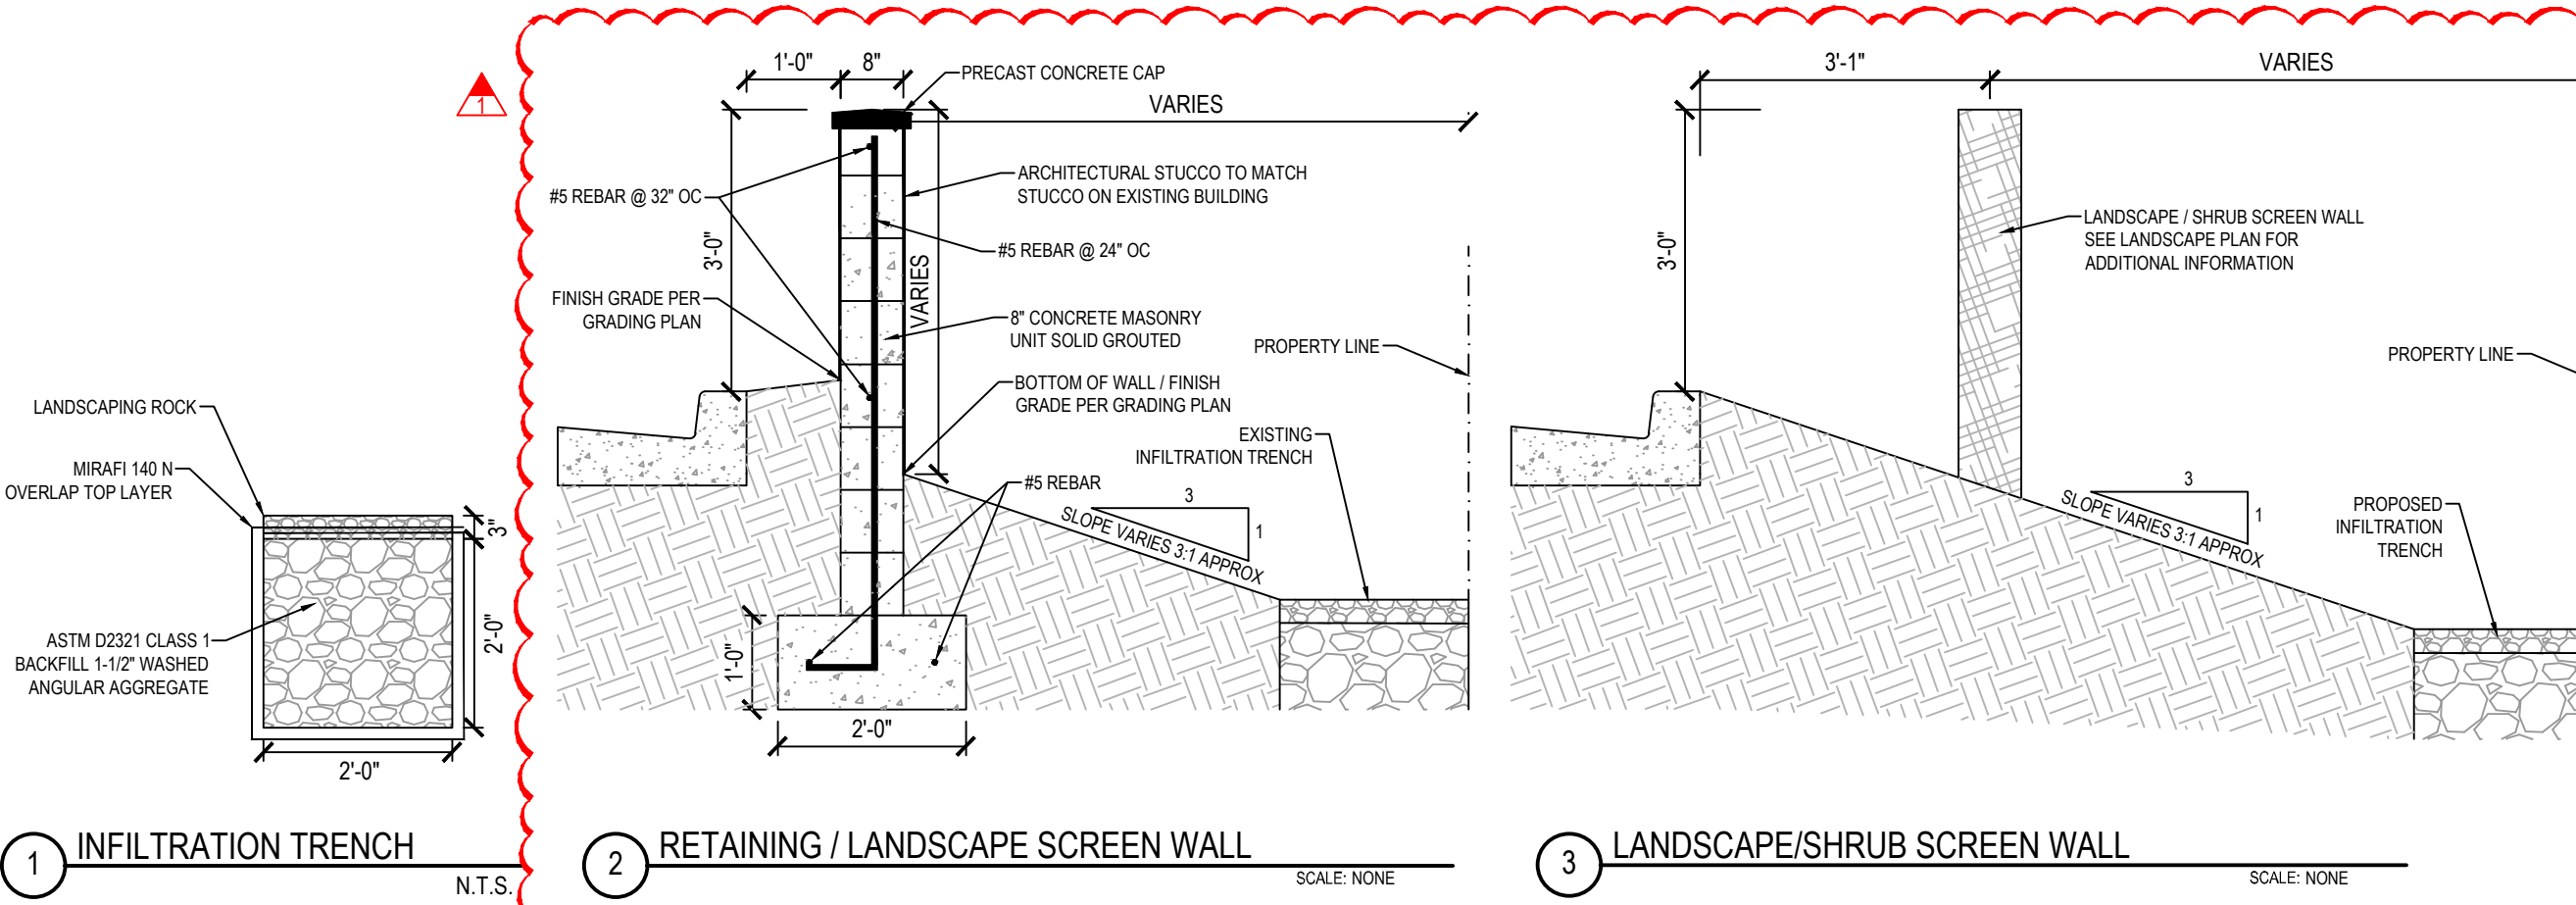 1
LANDSCAPING ROCK
MIRAFI 140 N
OVERLAP TOP LAYER
ASTM D2321 CLASS 1
BACKFILL 1-1/2" WASHED
ANGULAR AGGREGATE
3"
2'-0"
2'-0"
1
INFILTRATION TRENCH
N.T.S.
1'-0"
8"
PRECAST CONCRETE CAP
VARIES
#5 REBAR @ 32" OC
3'-0"
ARCHITECTURAL STUCCO TO MATCH
STUCCO ON EXISTING BUILDING
#5 REBAR @ 24" OC
VARIES
FINISH GRADE PER
GRADING PLAN
8" CONCRETE MASONRY
UNIT SOLID GROUTED
PROPERTY LINE
BOTTOM OF WALL / FINISH
GRADE PER GRADING PLAN
EXISTING
INFILTRATION TRENCH
#5 REBAR
3
1
SLOPE VARIES 3:1 APPROX
1'-0"
2'-0"
2
RETAINING / LANDSCAPE SCREEN WALL
SCALE: NONE
3'-1"
VARIES
3'-0"
LANDSCAPE / SHRUB SCREEN WALL
SEE LANDSCAPE PLAN FOR
ADDITIONAL INFORMATION
PROPERTY LINE
3
1
SLOPE VARIES 3:1 APPROX
PROPOSED
INFILTRATION
TRENCH
3
LANDSCAPE/SHRUB SCREEN WALL
SCALE: NONE